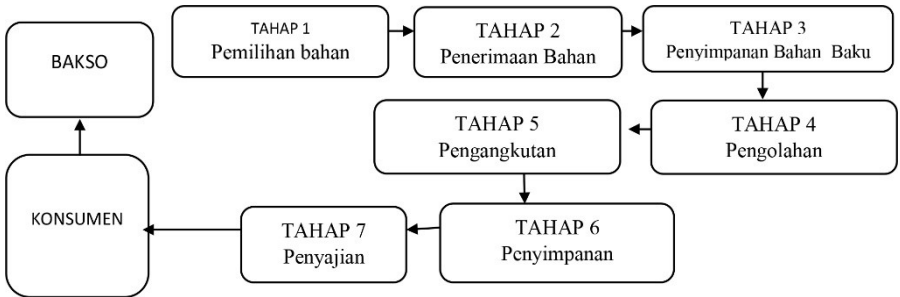 TAHAP 1
Pemilihan bahan
TAHAP 2
Penerimaan Bahan
TAHAP 3
Penyimpanan Bahan Baku
BAKSO
TAHAP 5
Pengangkutan
TAHAP 4
Pengolahan
KONSUMEN
TAHAP 7
Penyajian
TAHAP 6
Penyimpanan